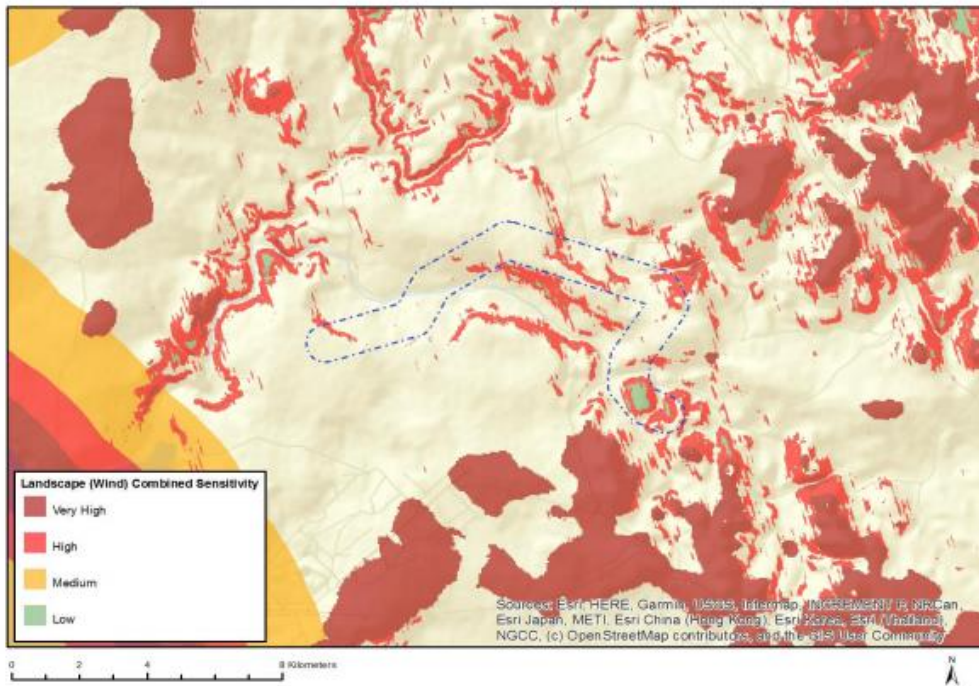 Landscape (Wind) Combined Sensitivity
Very High
High
Medium
Low
Sources: Esri, HERE, Garmin, USGS, Intermap, INCREMENT P, NRCan,
Esri Japan, METI, Esri China (Hong Kong), Esri Korea, Esri (Thailand),
NGCC, (c) OpenStreetMap contributors, and the GIS User Community
0 2 4 8 Kilometers
N